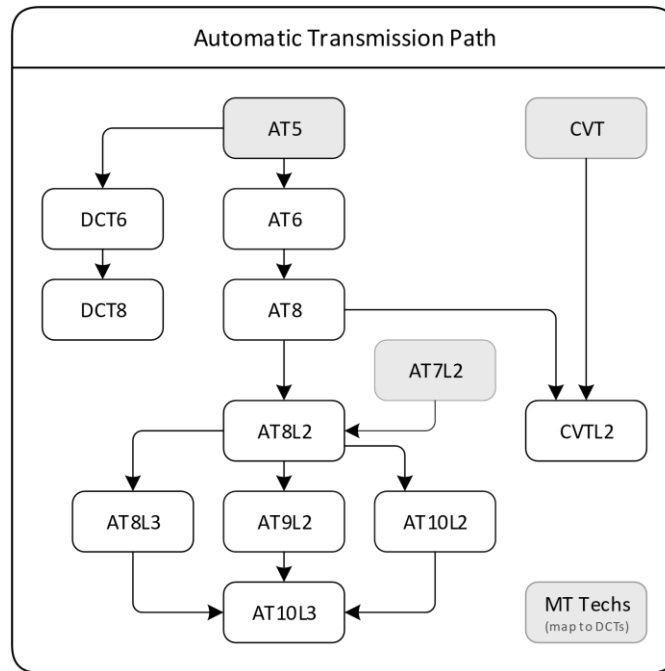 Automatic Transmission Path
AT5
CVT
DCT6
AT6
DCT8
AT8
AT7L2
AT8L2
CVTL2
AT8L3
AT9L2
AT10L2
AT10L3
MT Techs
(map to DCTs)